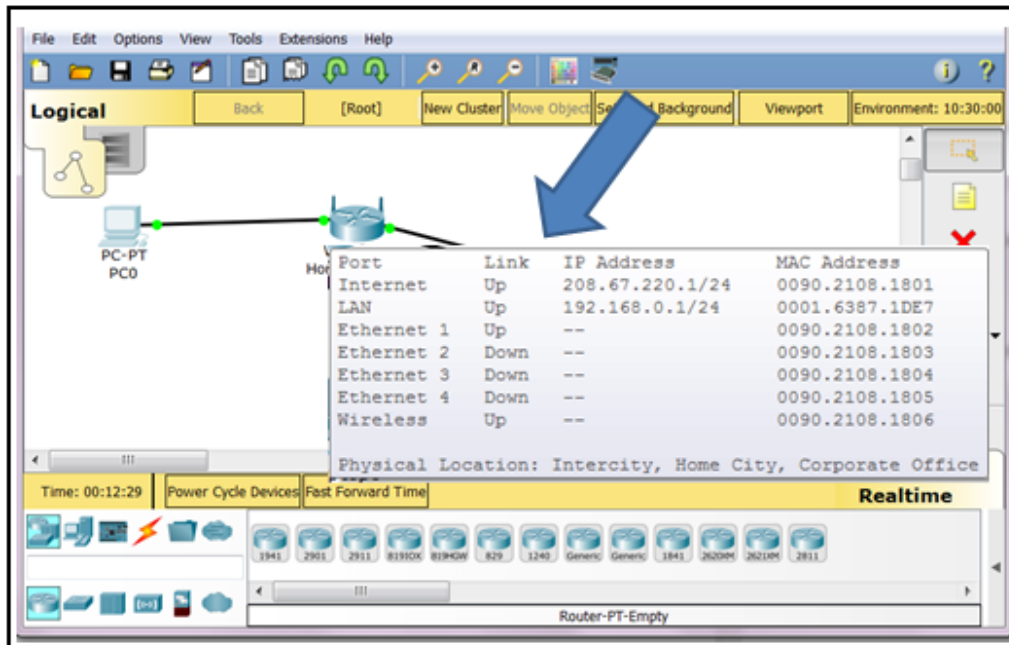 File Edit Options View Tools Extensions Help
Logical Back [Root] New Cluster Move Object Background Viewport Environment: 10:30:00
PC-PT
PC0
Port Link IP Address MAC Address
Internet Up 208.67.220.1/24 0090.2108.1801
LAN Up 192.168.0.1/24 0001.6387.1DE7
Ethernet 1 Up -- 0090.2108.1802
Ethernet 2 Down -- 0090.2108.1803
Ethernet 3 Down -- 0090.2108.1804
Ethernet 4 Down -- 0090.2108.1805
Wireless Up -- 0090.2108.1806
Physical Location: Intercity, Home City, Corporate Office
Time: 00:12:29 Power Cycle Devices Fast Forward Time Realtime
1941 2901 2911 819IOX 819HGW 829 1240 Generic Generic 1841 2620XM 2621XM 2811
Router-PT-Empty